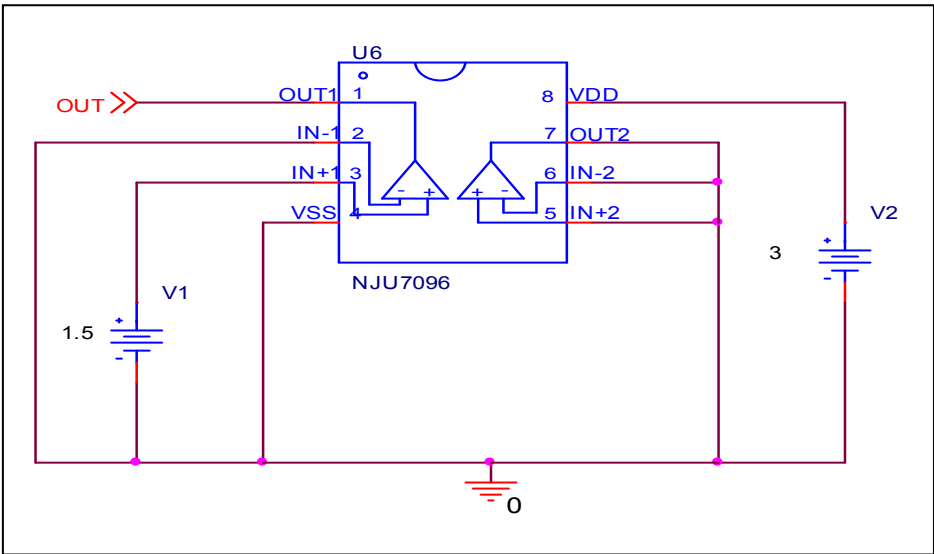 U6
OUT OUT1 1 8 VDD
IN-1 2 7 OUT2
IN+1 3 6 IN-2
VSS 4 5 IN+2
- + + -
NJU7096
V2
+
3
-
V1
+
1.5
-
0